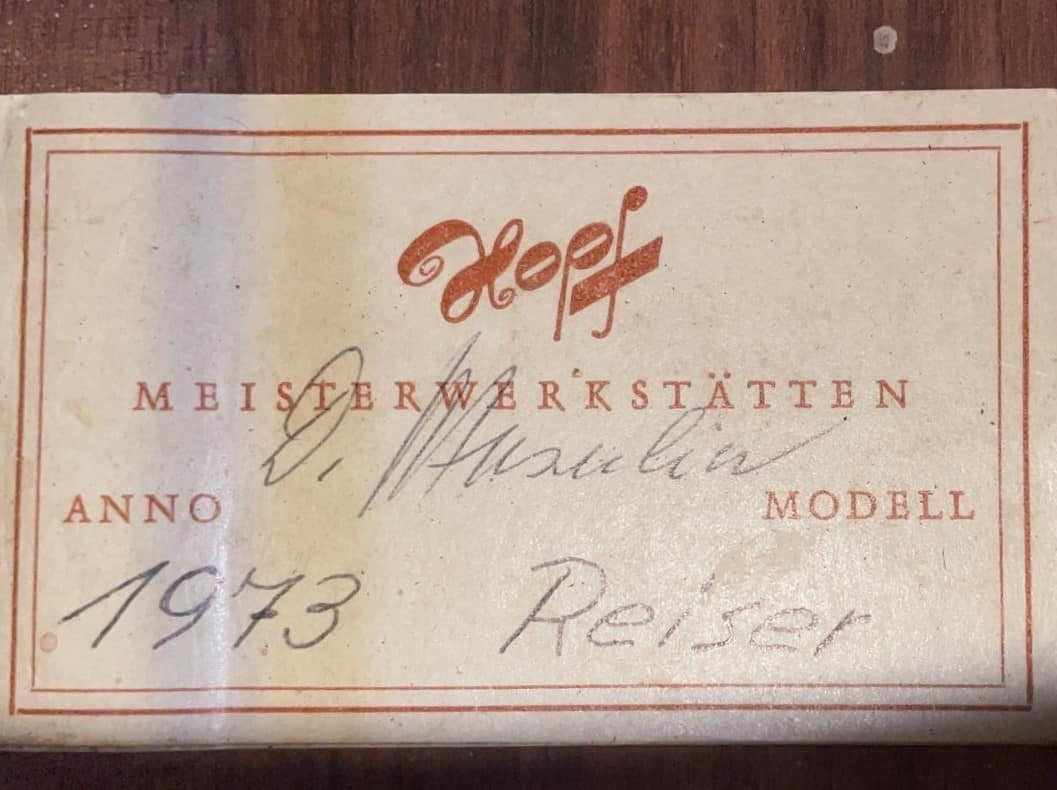 Hopf
MEISTERWERKSTÄTTEN
D.
ANNO MODELL
1973 Reiser